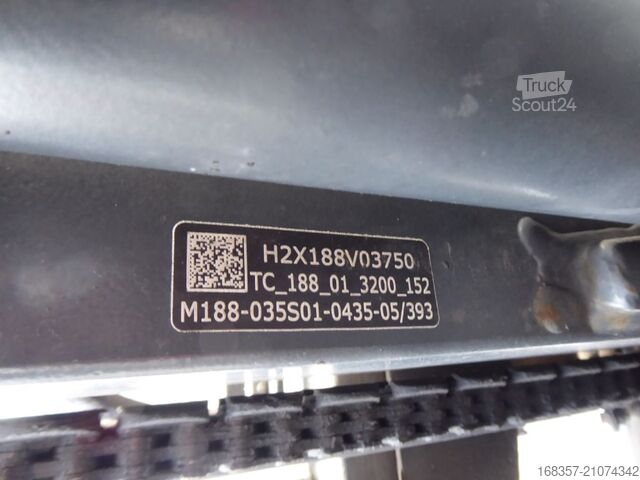 Truck
Scout24
H2X188V03750
TC_188_01_3200_152
M188-035S01-0435-05/393
168357-21074342